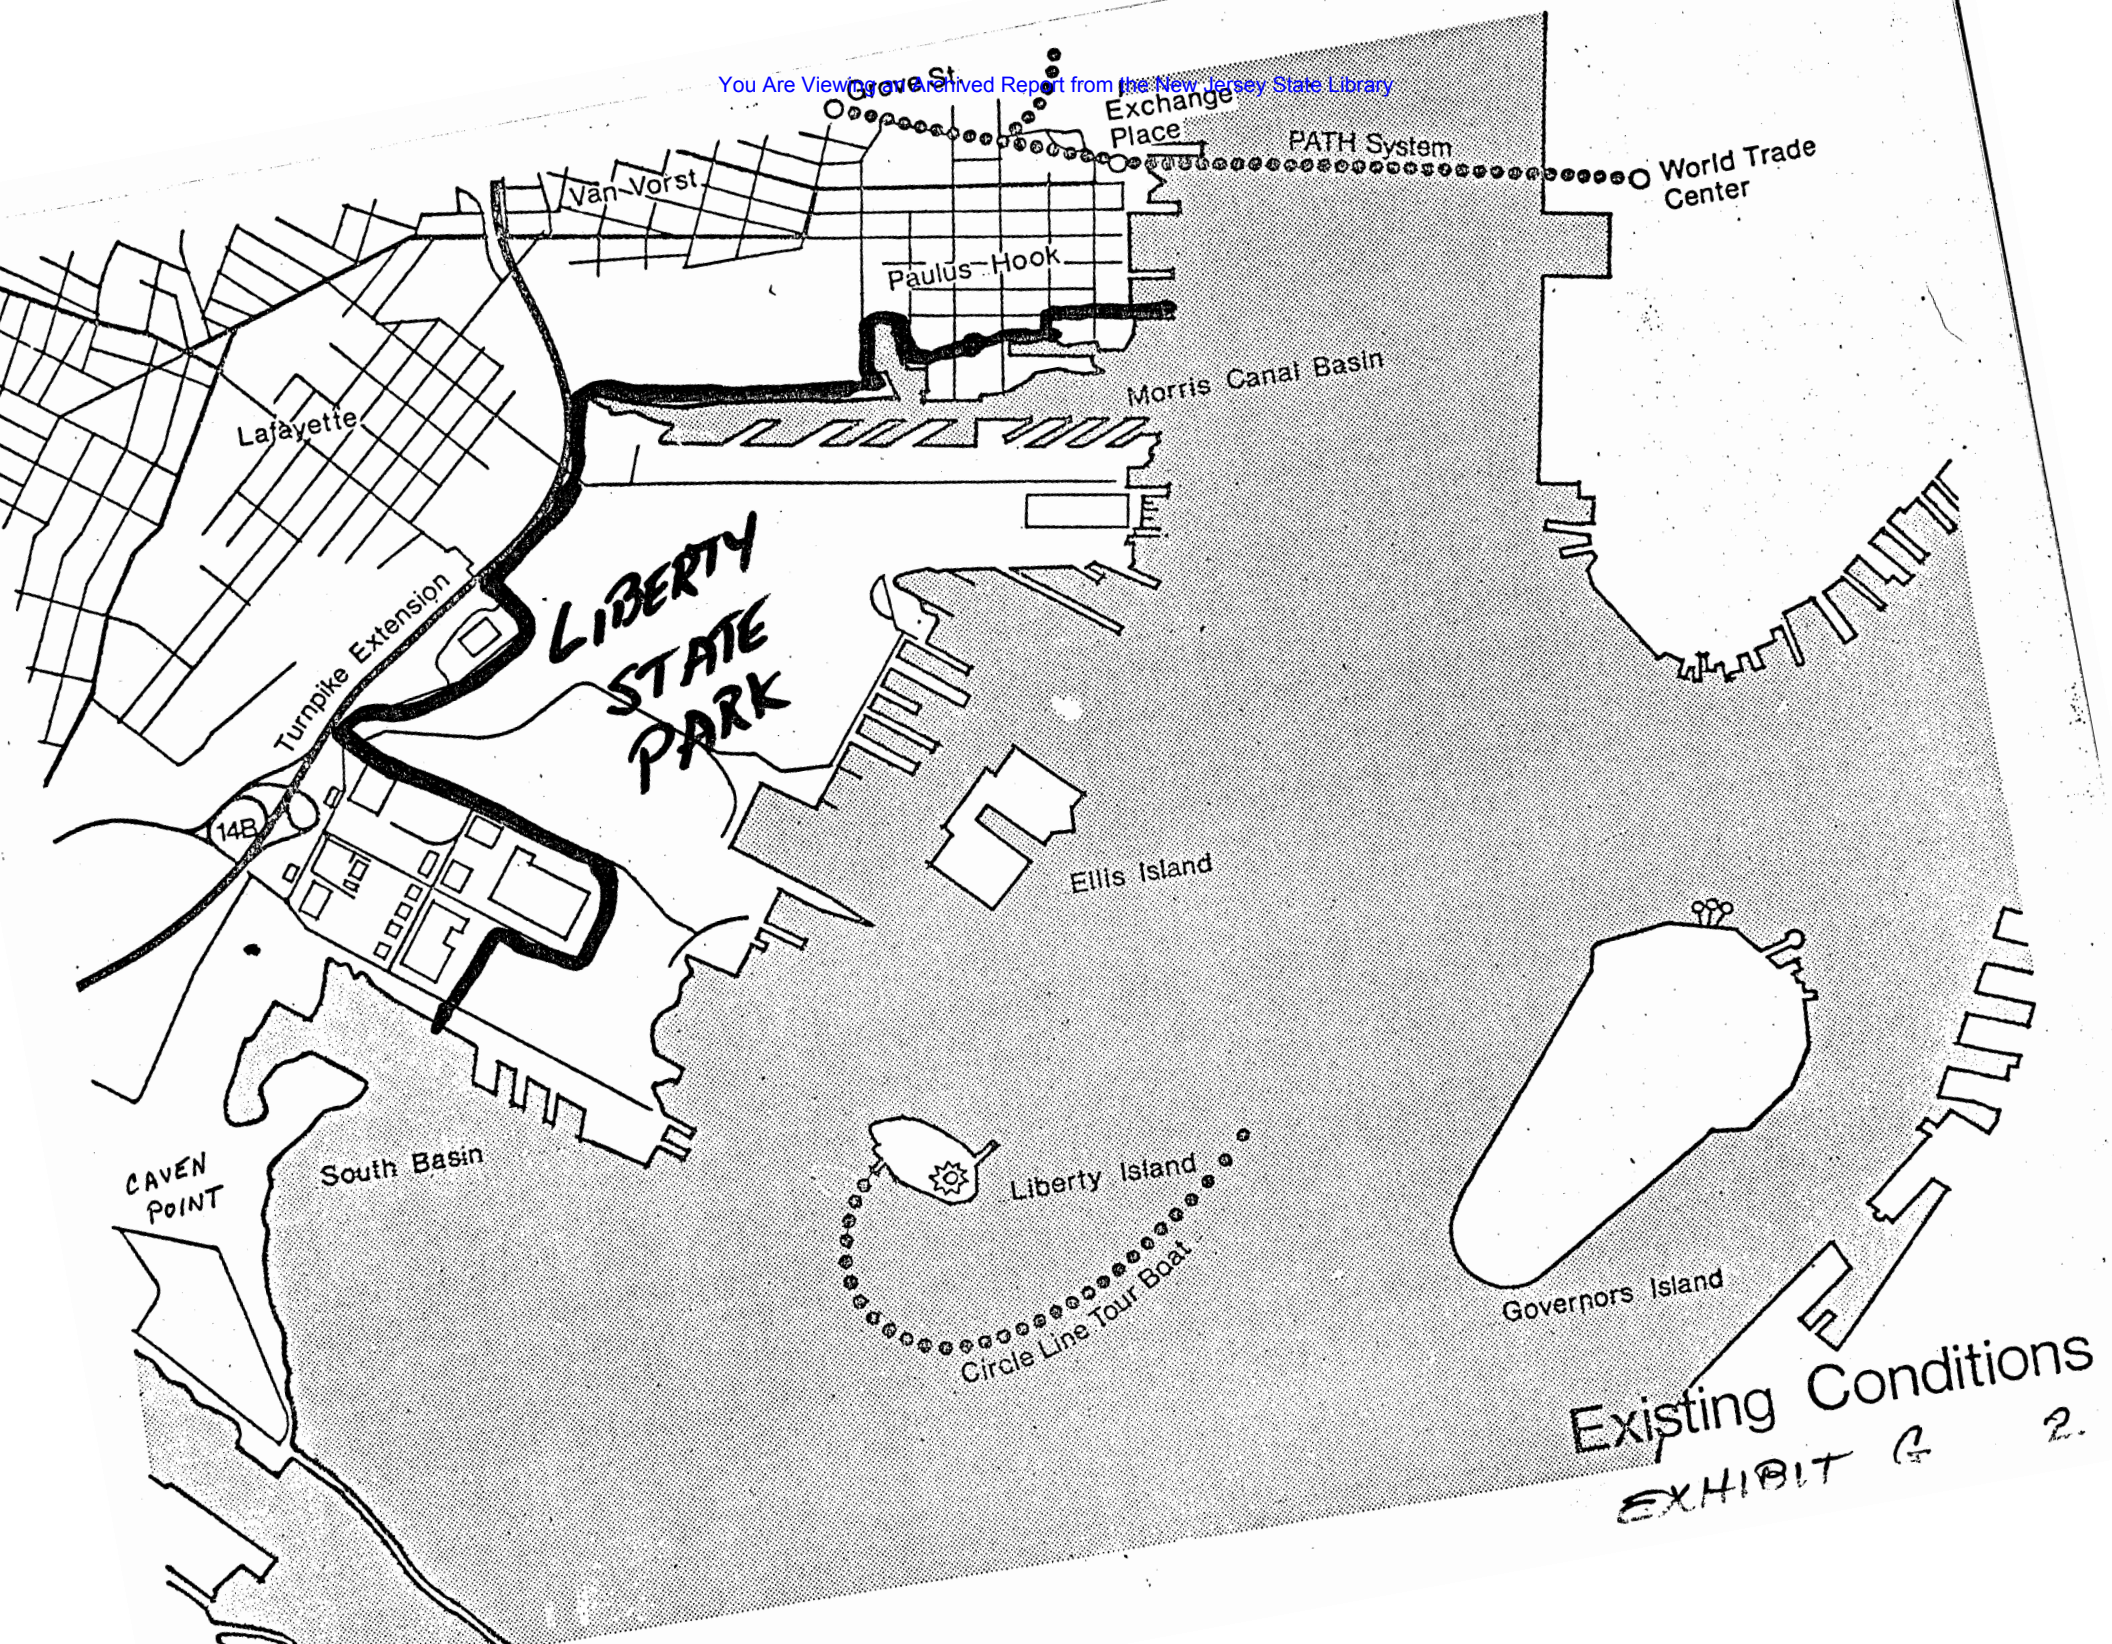 You Are Viewing an Archived Report from the New Jersey State Library
Grove St.
Exchange
Place
PATH System
World Trade
Center
Van Vorst
Paulus Hook
Morris Canal Basin
Lafayette
LIBERTY
STATE
PARK
Turnpike Extension
14B
Ellis Island
CAVEN
POINT
South Basin
Liberty Island
Circle Line Tour Boat
Governors Island
Existing Conditions
EXHIBIT G 2.